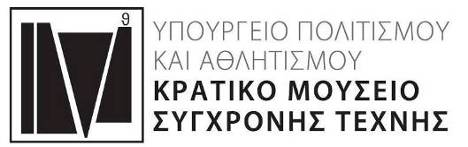 ϑ
ΥΠΟΥΡΓΕΙΟ ΠΟΛΙΤΙΣΜΟΥ
ΚΑΙ ΑΘΛΗΤΙΣΜΟΥ
ΚΡΑΤΙΚΟ ΜΟΥΣΕΙΟ
ΣΥΓΧΡΟΝΗΣ ΤΕΧΝΗΣ